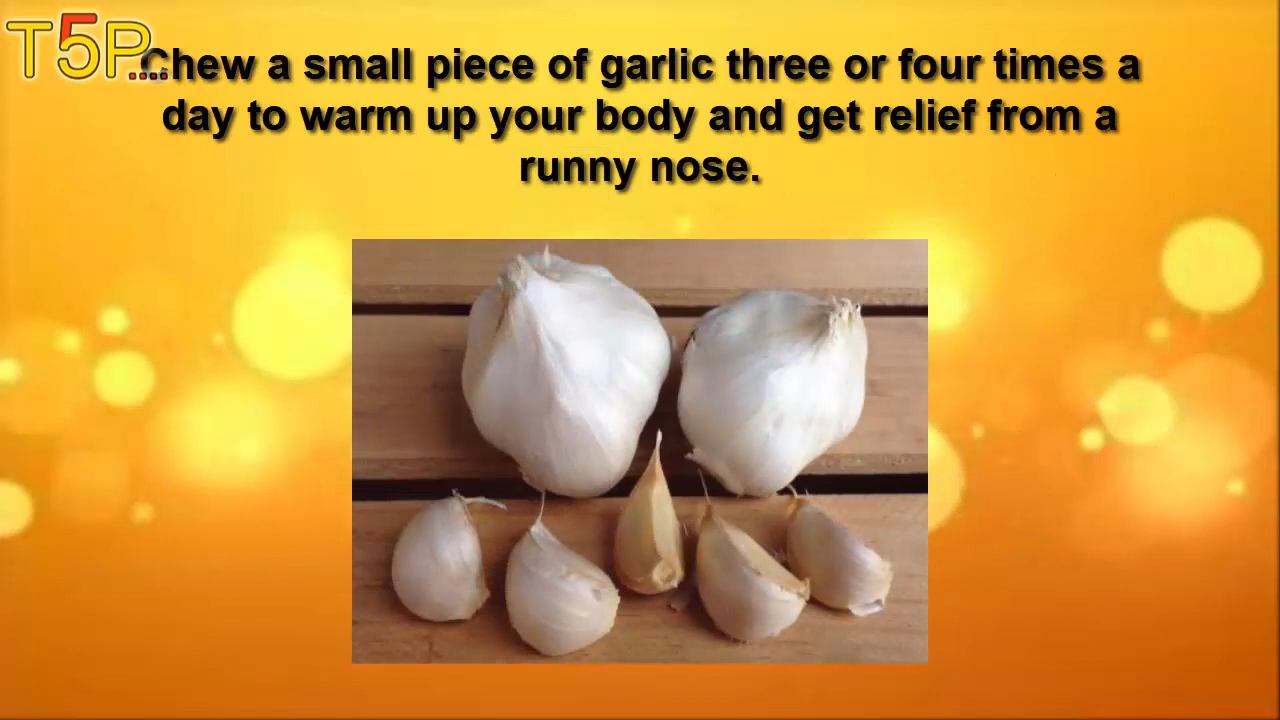 T5P....
Chew a small piece of garlic three or four times a
day to warm up your body and get relief from a
runny nose.